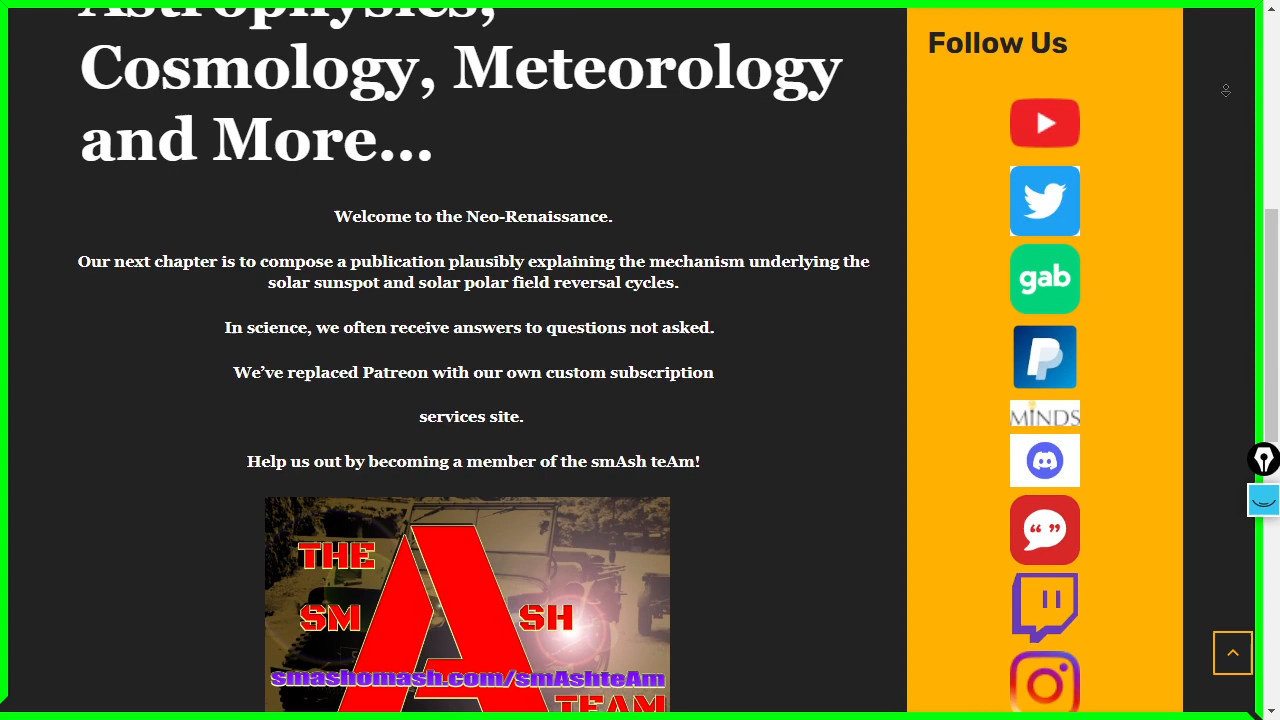 Astrophysics,
Cosmology, Meteorology
and More...
Welcome to the Neo-Renaissance.
Our next chapter is to compose a publication plausibly explaining the mechanism underlying the
solar sunspot and solar polar field reversal cycles.
In science, we often receive answers to questions not asked.
We’ve replaced Patreon with our own custom subscription
services site.
Help us out by becoming a member of the smAsh teAm!
THE
SM A SH
smashomash.com/smAshteAm
TEAM
Follow Us
gab
MINDS